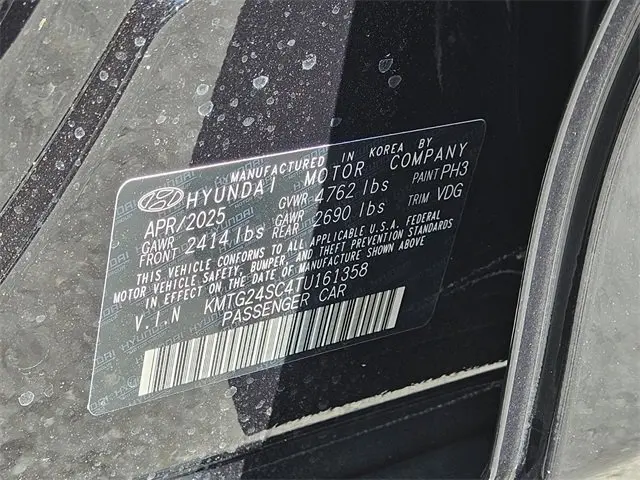 MANUFACTURED IN KOREA BY
HYUNDAI MOTOR COMPANY
APR/2025 GVWR 4762 lbs PAINT PH3
GAWR FRONT 2414 lbs GAWR REAR 2690 lbs TRIM VDG
THIS VEHICLE CONFORMS TO ALL APPLICABLE U.S.A. FEDERAL
MOTOR VEHICLE SAFETY, BUMPER, AND THEFT PREVENTION STANDARDS
IN EFFECT ON THE DATE OF MANUFACTURE SHOWN ABOVE
V.I.N KMTG24SC4TU161358
PASSENGER CAR